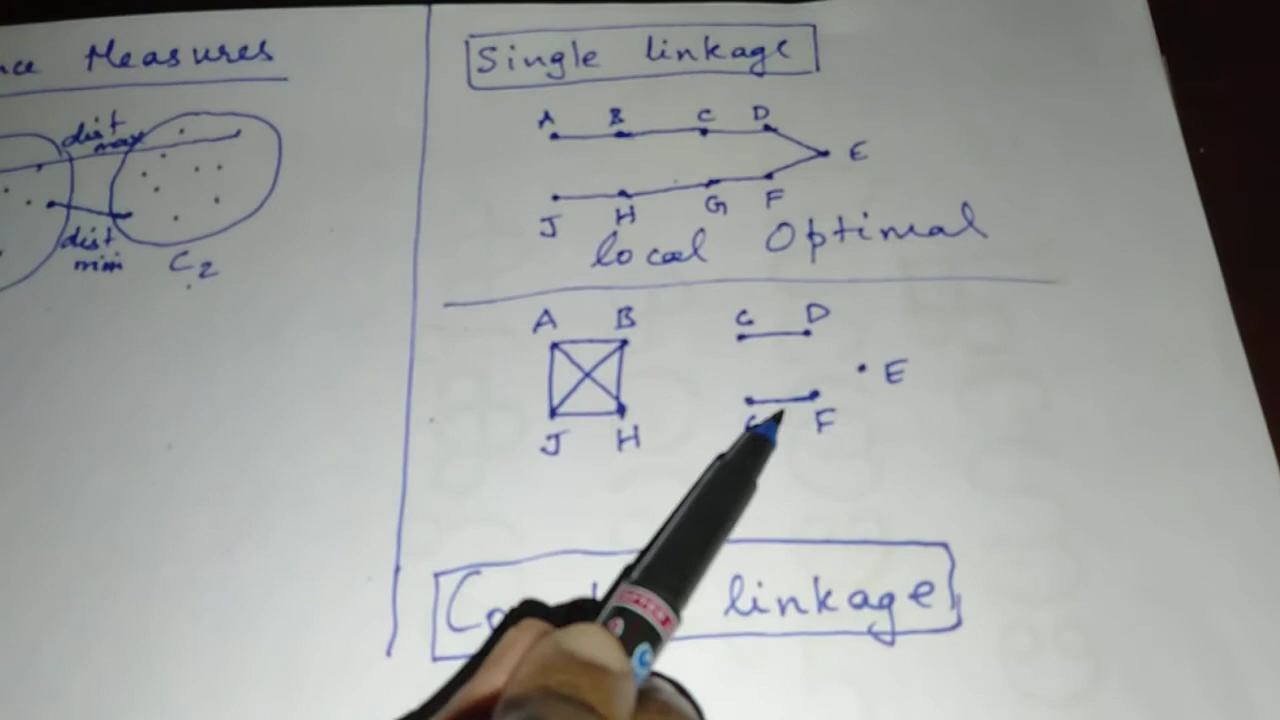 Measures
dist
max
dist
min
C2
Single linkage
A B C D
E
J H G F
local Optimal
A B C D
E
J H F
linkage